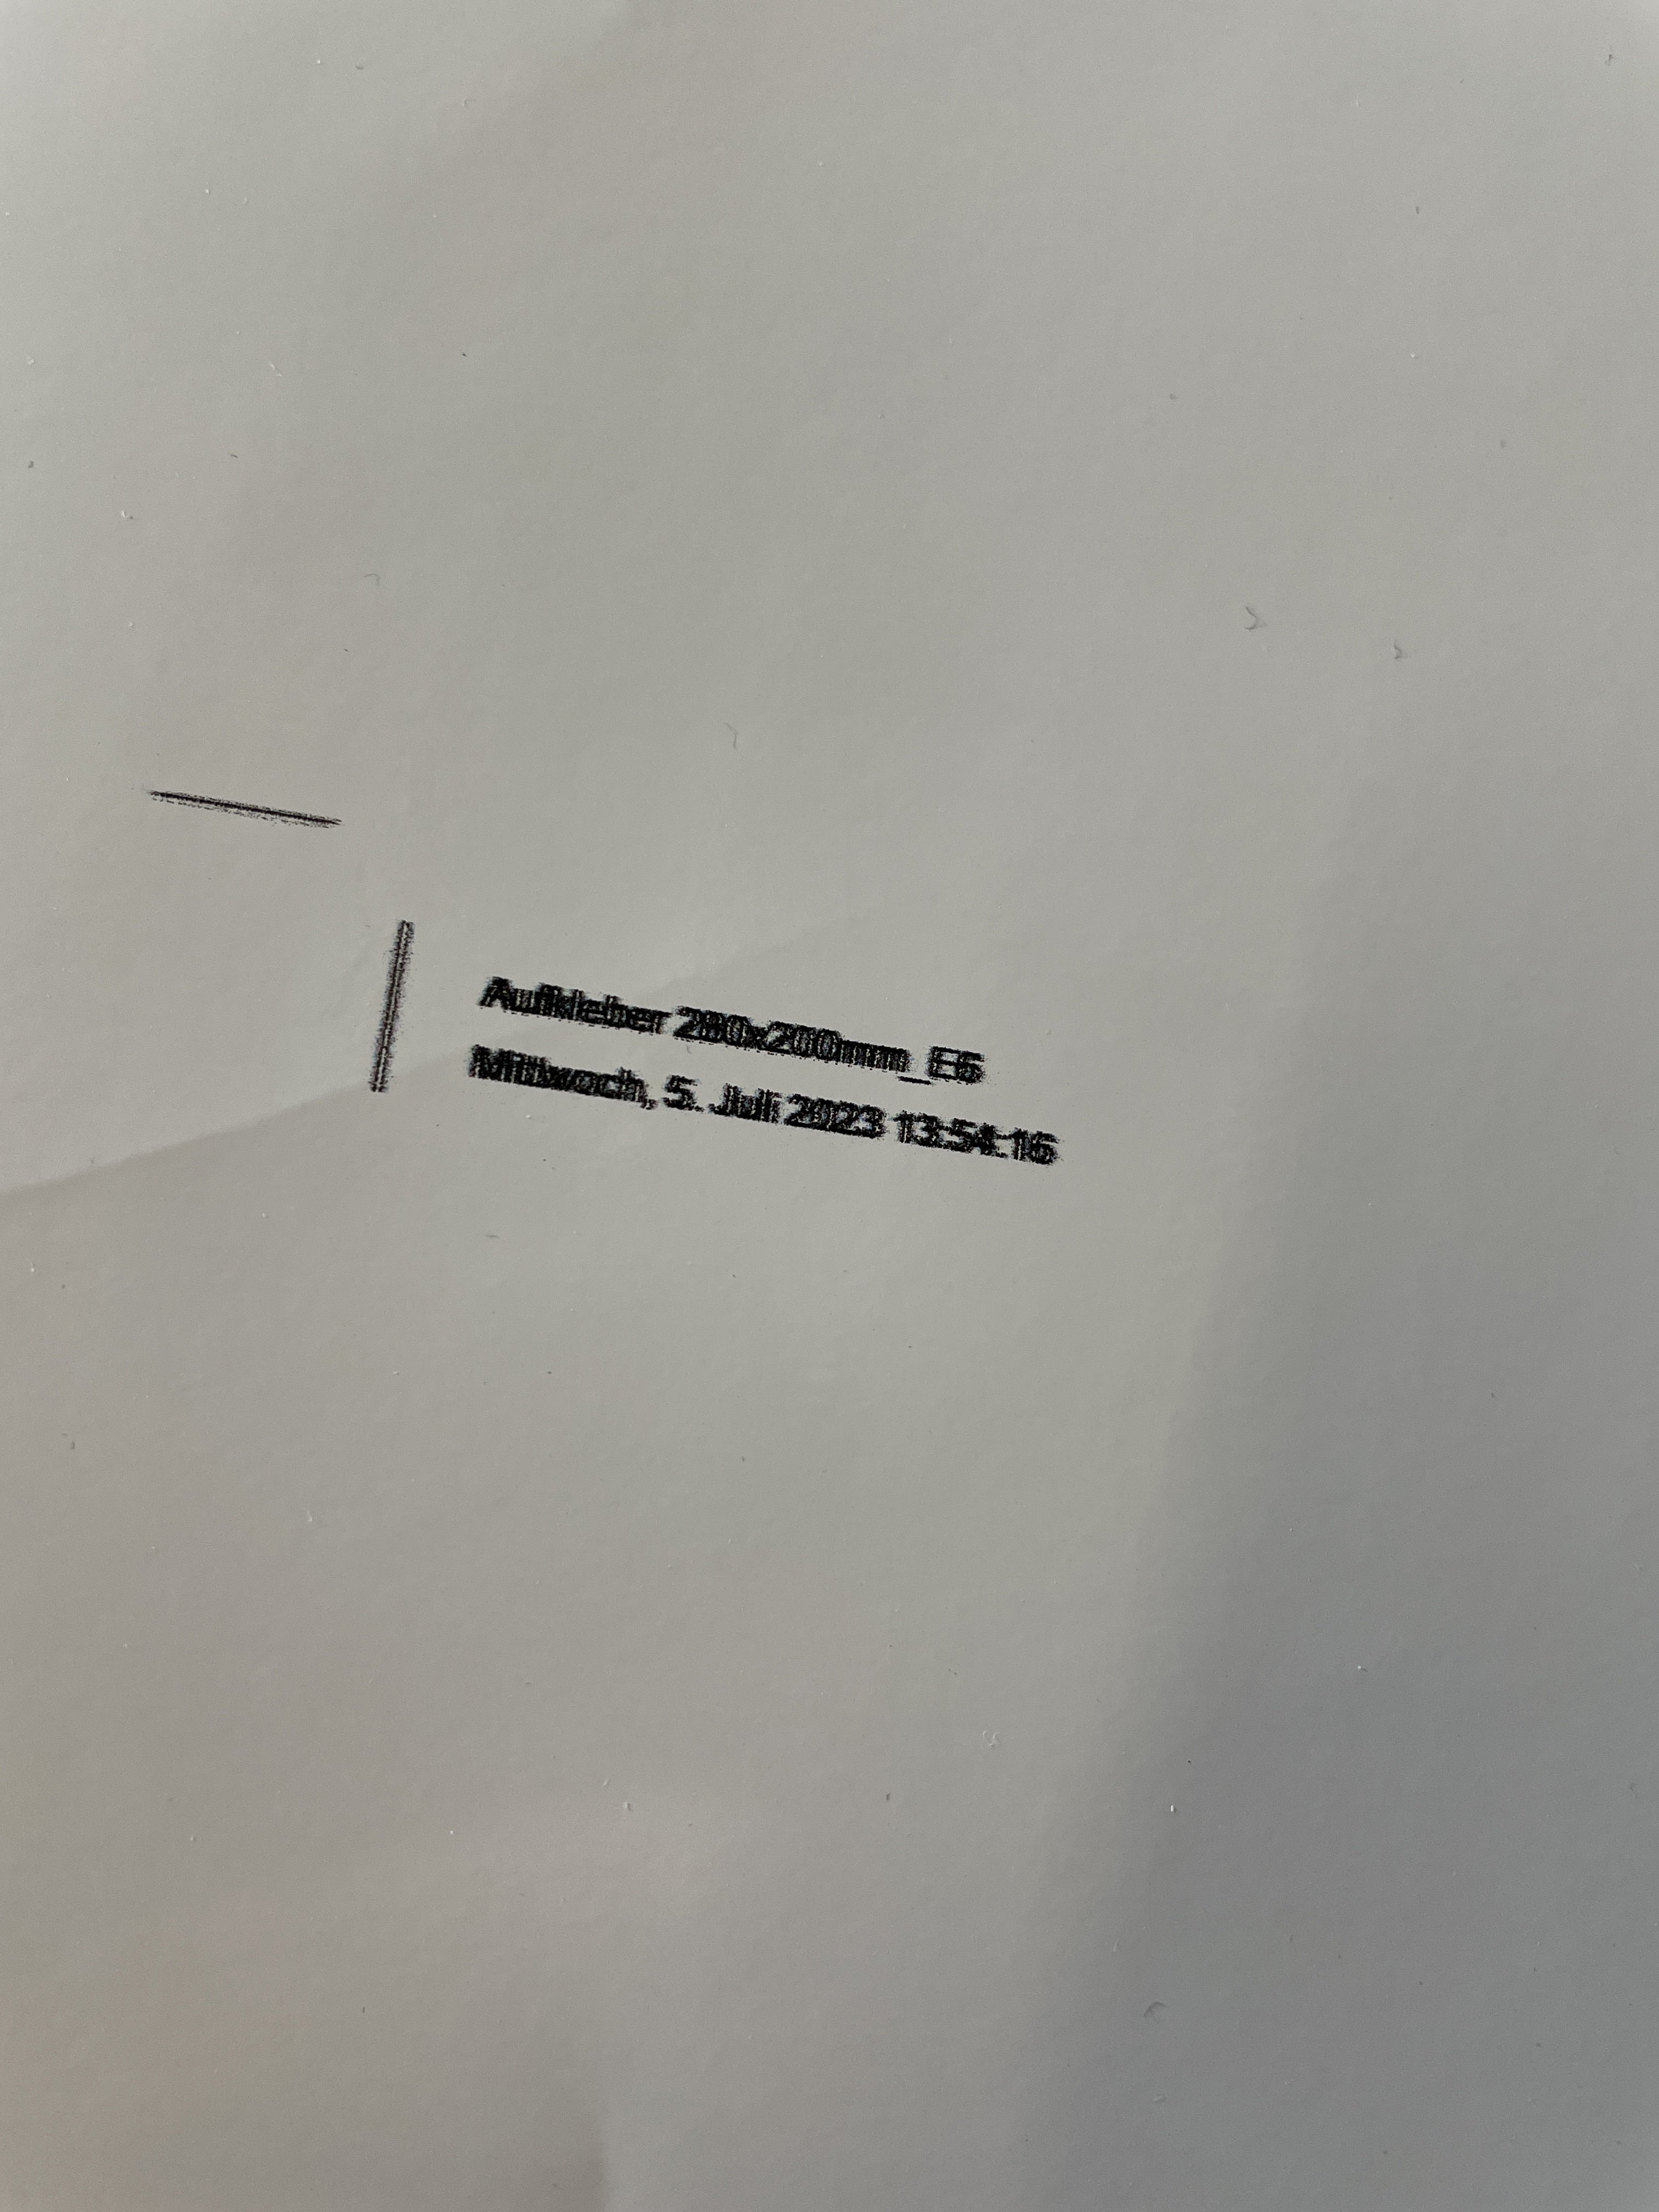 Aufkleber 280x200mm_E6
Mittwoch, 5. Juli 2023 13:54:16